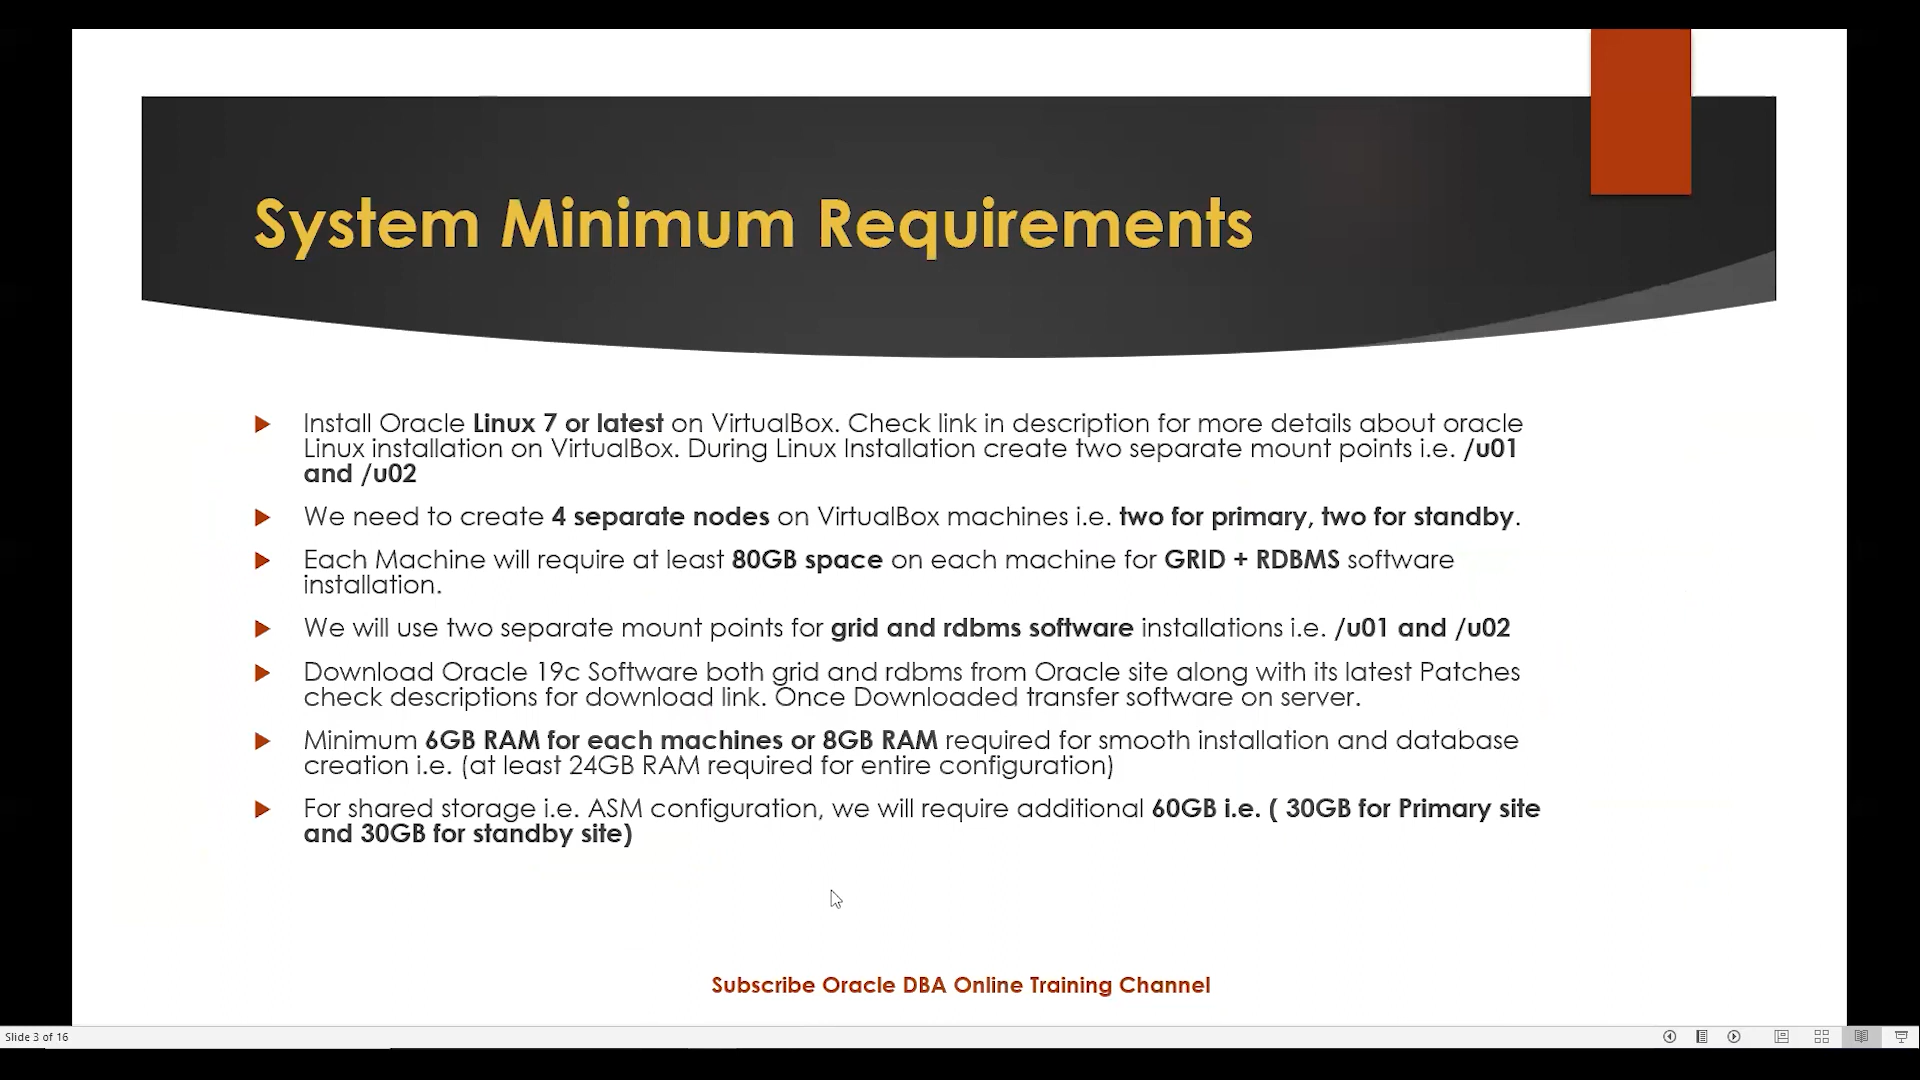 System Minimum Requirements
Install Oracle Linux 7 or latest on VirtualBox. Check link in description for more details about oracle
Linux installation on VirtualBox. During Linux Installation create two separate mount points i.e. /u01
and /u02
We need to create 4 separate nodes on VirtualBox machines i.e. two for primary, two for standby.
Each Machine will require at least 80GB space on each machine for GRID + RDBMS software
installation.
We will use two separate mount points for grid and rdbms software installations i.e. /u01 and /u02
Download Oracle 19c Software both grid and rdbms from Oracle site along with its latest Patches
check descriptions for download link. Once Downloaded transfer software on server.
Minimum 6GB RAM for each machines or 8GB RAM required for smooth installation and database
creation i.e. (at least 24GB RAM required for entire configuration)
For shared storage i.e. ASM configuration, we will require additional 60GB i.e. ( 30GB for Primary site
and 30GB for standby site)
Subscribe Oracle DBA Online Training Channel
Slide 3 of 16